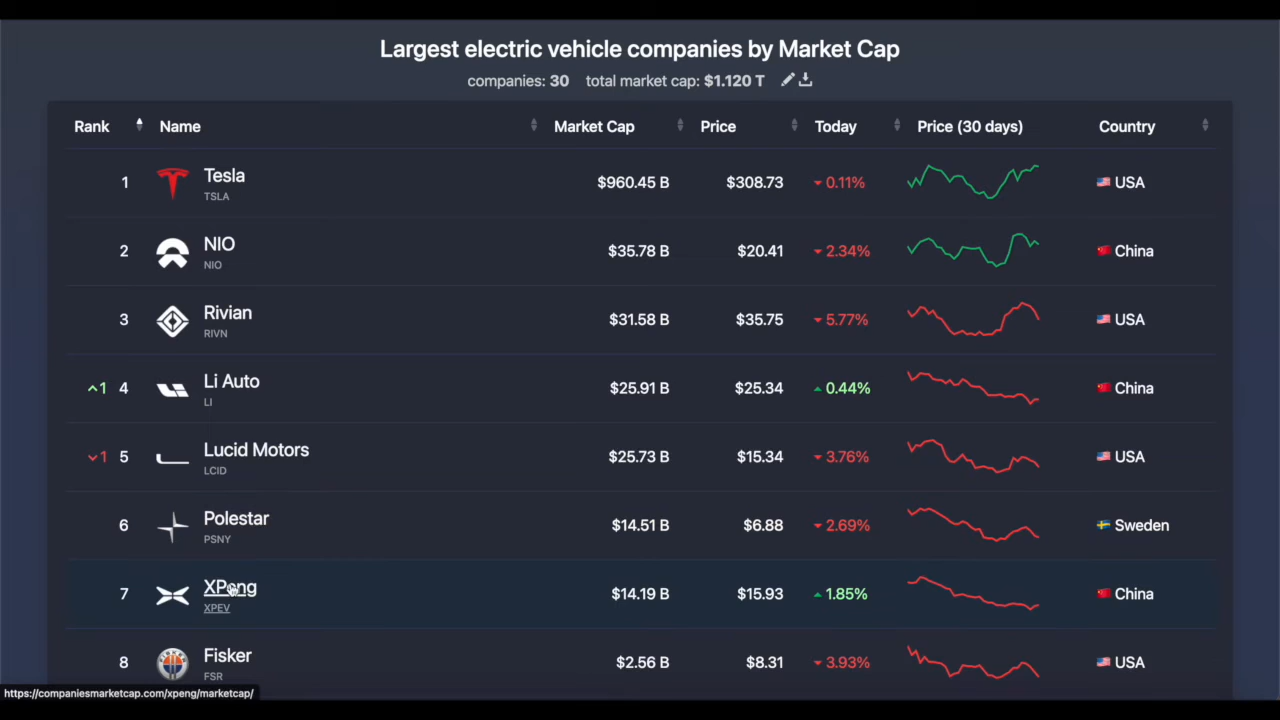 Largest electric vehicle companies by Market Cap
companies: 30 total market cap: $1.120 T
Rank Name Market Cap Price Today Price (30 days) Country
1 Tesla $960.45 B $308.73 0.11% USA
TSLA
2 NIO $35.78 B $20.41 2.34% China
NIO
3 Rivian $31.58 B $35.75 5.77% USA
RIVN
1 4 Li Auto $25.91 B $25.34 0.44% China
LI
1 5 Lucid Motors $25.73 B $15.34 3.76% USA
LCID
6 Polestar $14.51 B $6.88 2.69% Sweden
PSNY
7 XPeng $14.19 B $15.93 1.85% China
XPEV
8 Fisker $2.56 B $8.31 3.93% USA
FSR
https://companiesmarketcap.com/xpeng/marketcap/